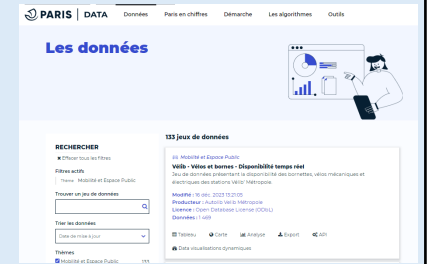 PARIS | DATA Données Paris en chiffres Démarche Les algorithmes Outils
Les données
133 jeux de données
RECHERCHER
Effacer tous les filtres
Filtres actifs
Thème Mobilité et Espace Public
Trouver un jeu de données
Trier les données
Date de mise à jour
Thèmes
Mobilité et Espace Public 133
Mobilité et Espace Public
Vélib - Vélos et bornes - Disponibilité temps réel
Jeu de données présentant la disponibilité des bornettes, vélos mécaniques et
électriques des stations Vélib' Métropole.
Modifié : 16 déc. 2023 13:21:05
Producteur : Autolib Velib Métropole
Licence : Open Database License (ODbL)
Données : 1 469
Tableau Carte Analyse Export API
Data visualisations dynamiques